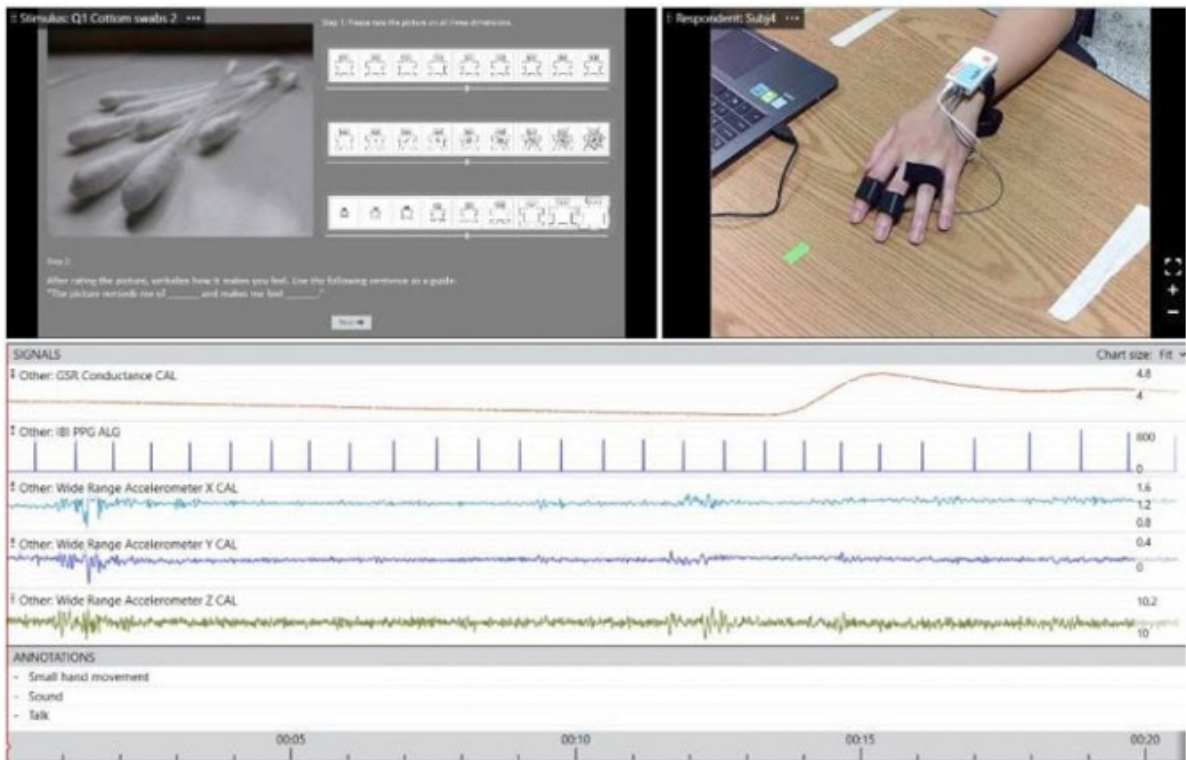 Stimulus: Q1 Cottom swabs 2 •••
Step 1: Please rate the picture on all three dimensions.
Step 2:
After rating the picture, verbalize how it makes you feel. Use the following sentence as a guide:
"The picture reminds me of ______ and makes me feel ______."
Next
Respondent: Subj4 •••
SIGNALS
Chart size: Fit
Other: GSR Conductance CAL
4.8
4
Other: IBI PPG ALG
800
0
Other: Wide Range Accelerometer X CAL
1.6
1.2
0.8
Other: Wide Range Accelerometer Y CAL
0.4
0
Other: Wide Range Accelerometer Z CAL
10.2
10
ANNOTATIONS
- Small hand movement
- Sound
- Talk
00:05 00:10 00:15 00:20